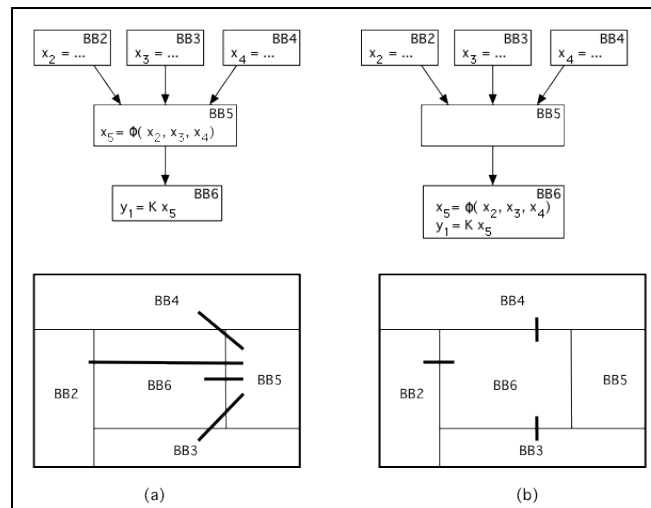 BB2 BB3 BB4 BB2 BB3 BB4
x2 = ... x3 = ... x4 = ... x2 = ... x3 = ... x4 = ...
BB5 BB5
x5 = Φ( x2, x3, x4)
BB6 BB6
y1 = K x5 x5 = Φ( x2, x3, x4)
y1 = K x5
BB4 BB4
BB2 BB6 BB5 BB2 BB6 BB5
BB3 BB3
(a) (b)